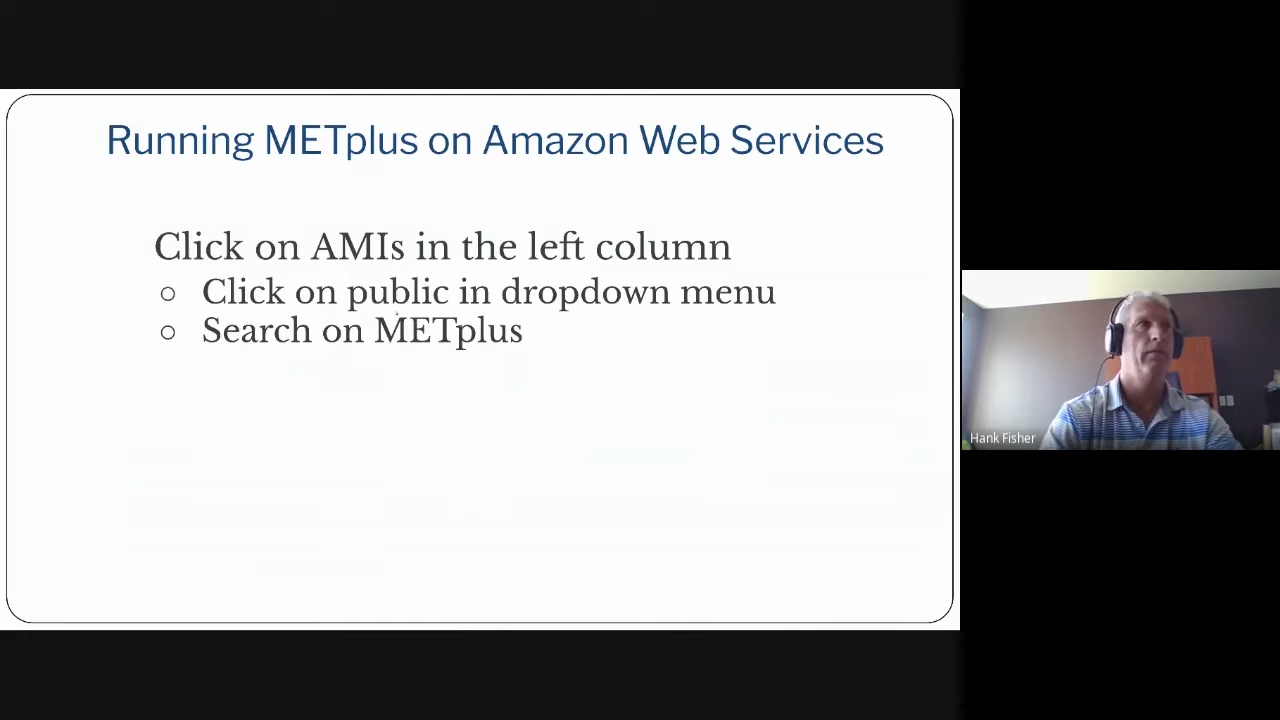 Running METplus on Amazon Web Services
Click on AMIs in the left column
○ Click on public in dropdown menu
○ Search on METplus
Hank Fisher